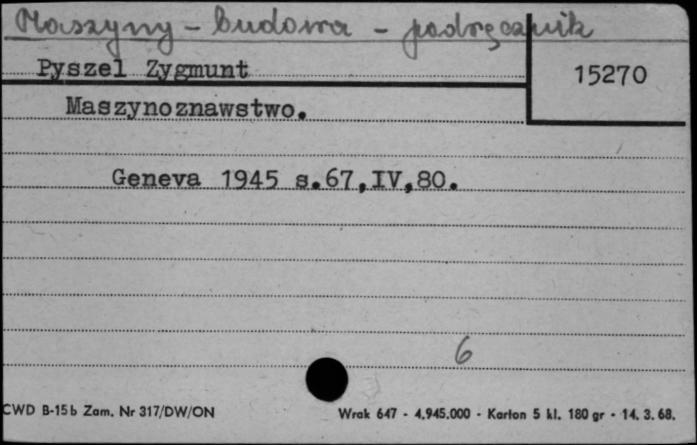 Maszyny - budowa - podręcznik
Pyszel Zygmunt
15270
Maszynoznawstwo.
Geneva 1945 s.67,IV,80.
6
CWD B-15b Zam. Nr 317/DW/ON
Wrak 647 - 4,945.000 - Karton 5 kl. 180 gr - 14. 3. 68.